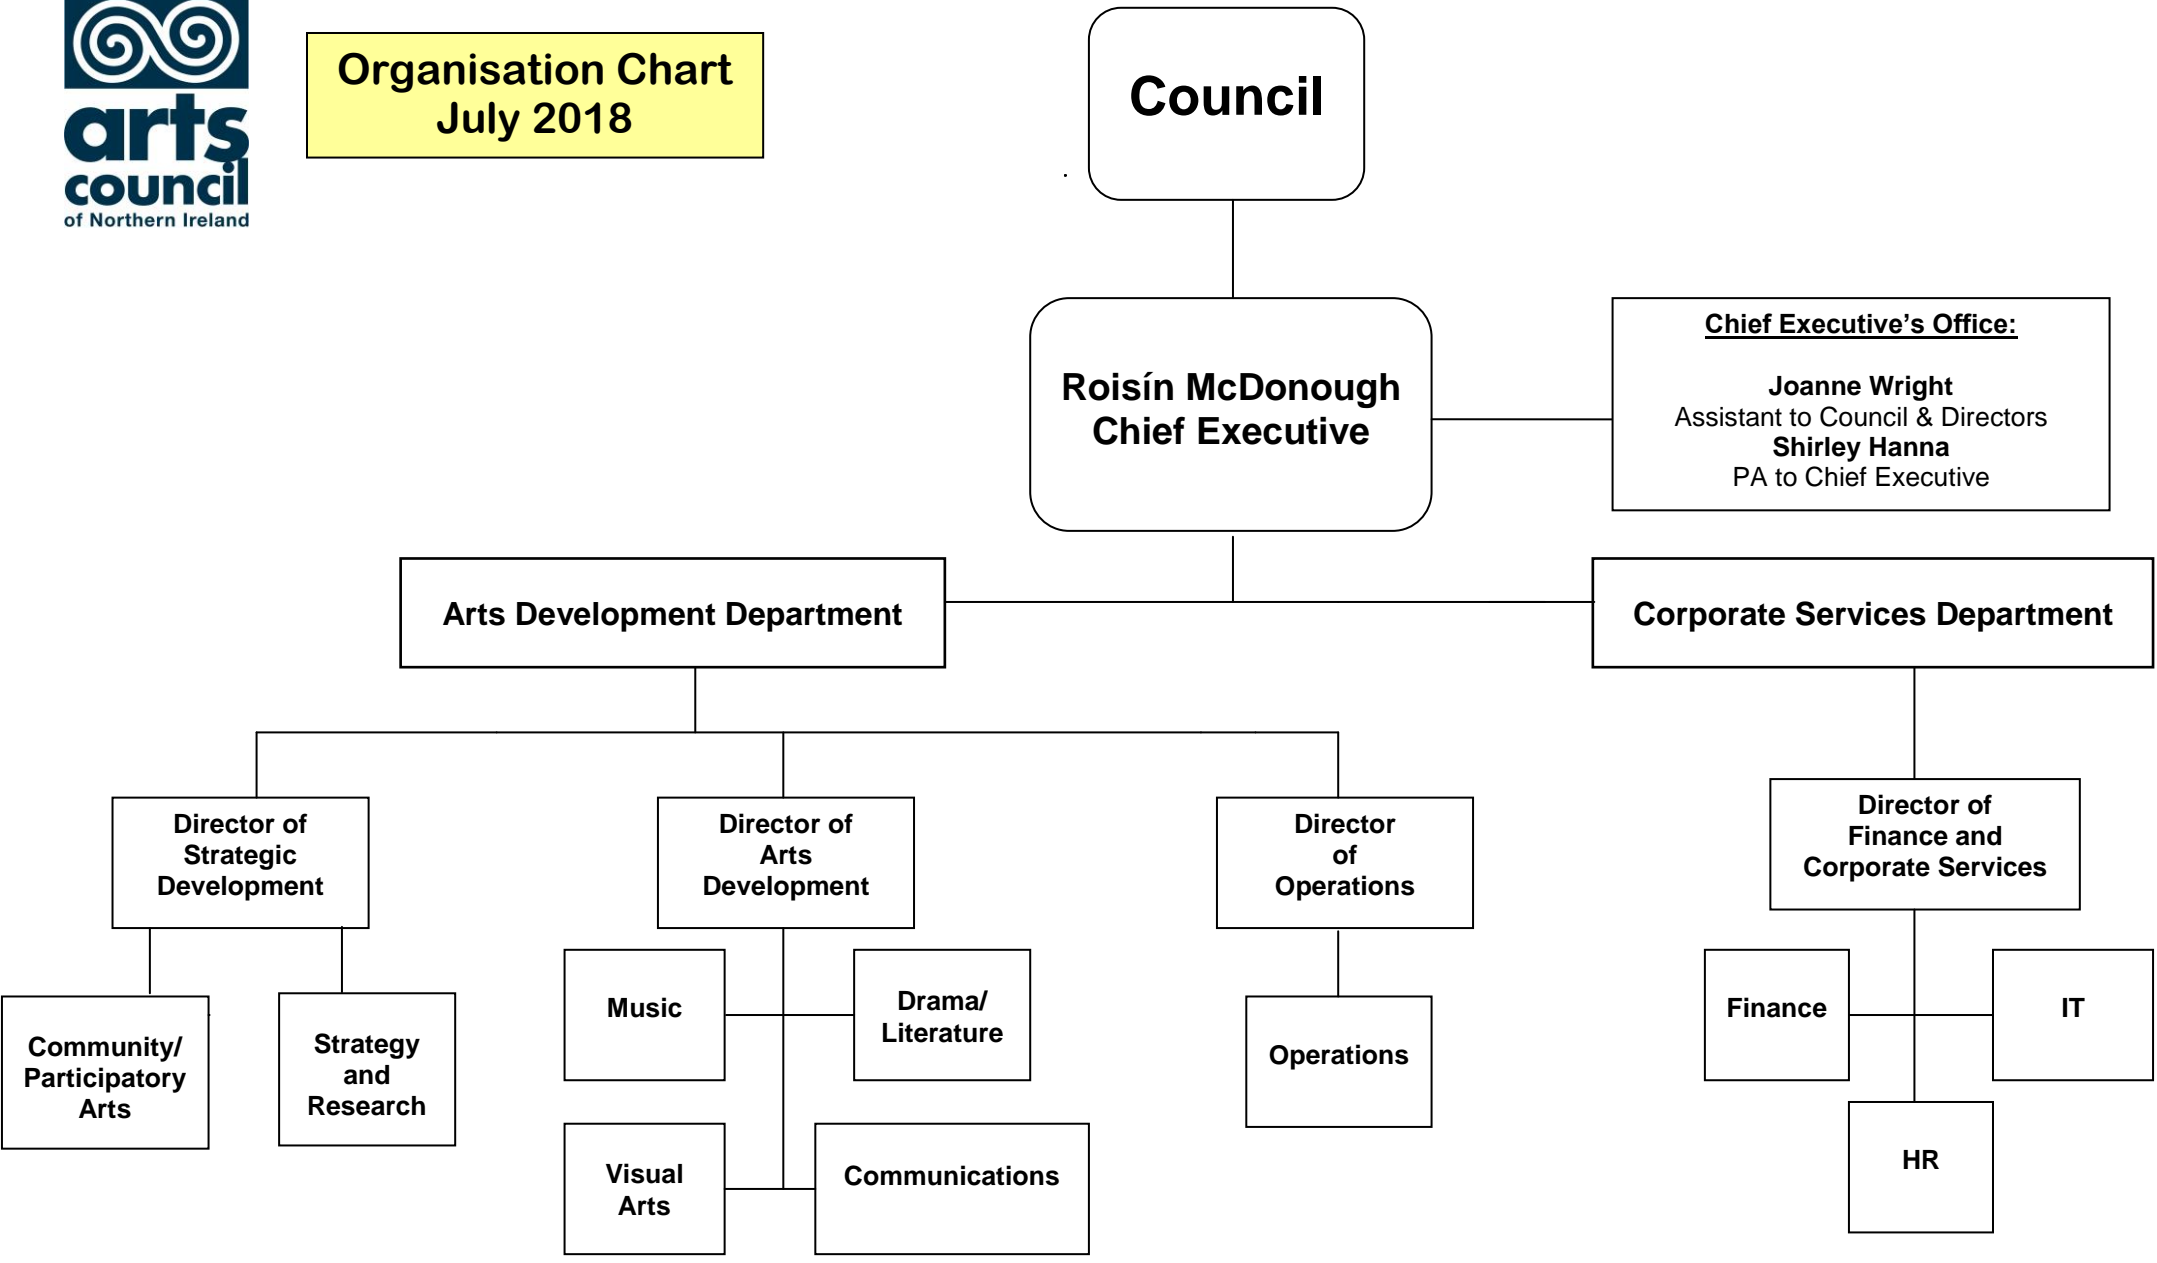 arts
council
of Northern Ireland
Organisation Chart
July 2018
Council
.
Roisín McDonough
Chief Executive
Chief Executive’s Office:
Joanne Wright
Assistant to Council & Directors
Shirley Hanna
PA to Chief Executive
Arts Development Department
Corporate Services Department
Director of
Strategic
Development
Director of
Arts
Development
Director
of
Operations
Director of
Finance and
Corporate Services
Community/
Participatory
Arts
Strategy
and
Research
Music
Drama/
Literature
Visual
Arts
Communications
Operations
Finance
IT
HR